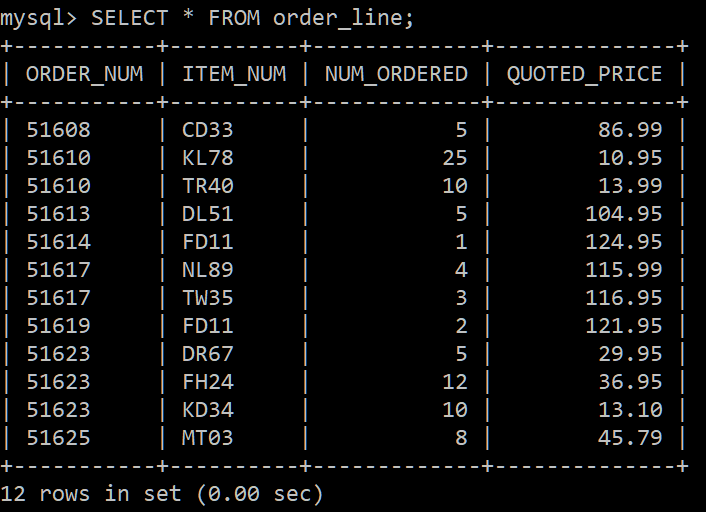 mysql> SELECT * FROM order_line;
+-----------+----------+-------------+--------------+
| ORDER_NUM | ITEM_NUM | NUM_ORDERED | QUOTED_PRICE |
+-----------+----------+-------------+--------------+
| 51608     | CD33     |           5 |        86.99 |
| 51610     | KL78     |          25 |        10.95 |
| 51610     | TR40     |          10 |        13.99 |
| 51613     | DL51     |           5 |       104.95 |
| 51614     | FD11     |           1 |       124.95 |
| 51617     | NL89     |           4 |       115.99 |
| 51617     | TW35     |           3 |       116.95 |
| 51619     | FD11     |           2 |       121.95 |
| 51623     | DR67     |           5 |        29.95 |
| 51623     | FH24     |          12 |        36.95 |
| 51623     | KD34     |          10 |        13.10 |
| 51625     | MT03     |           8 |        45.79 |
+-----------+----------+-------------+--------------+
12 rows in set (0.00 sec)